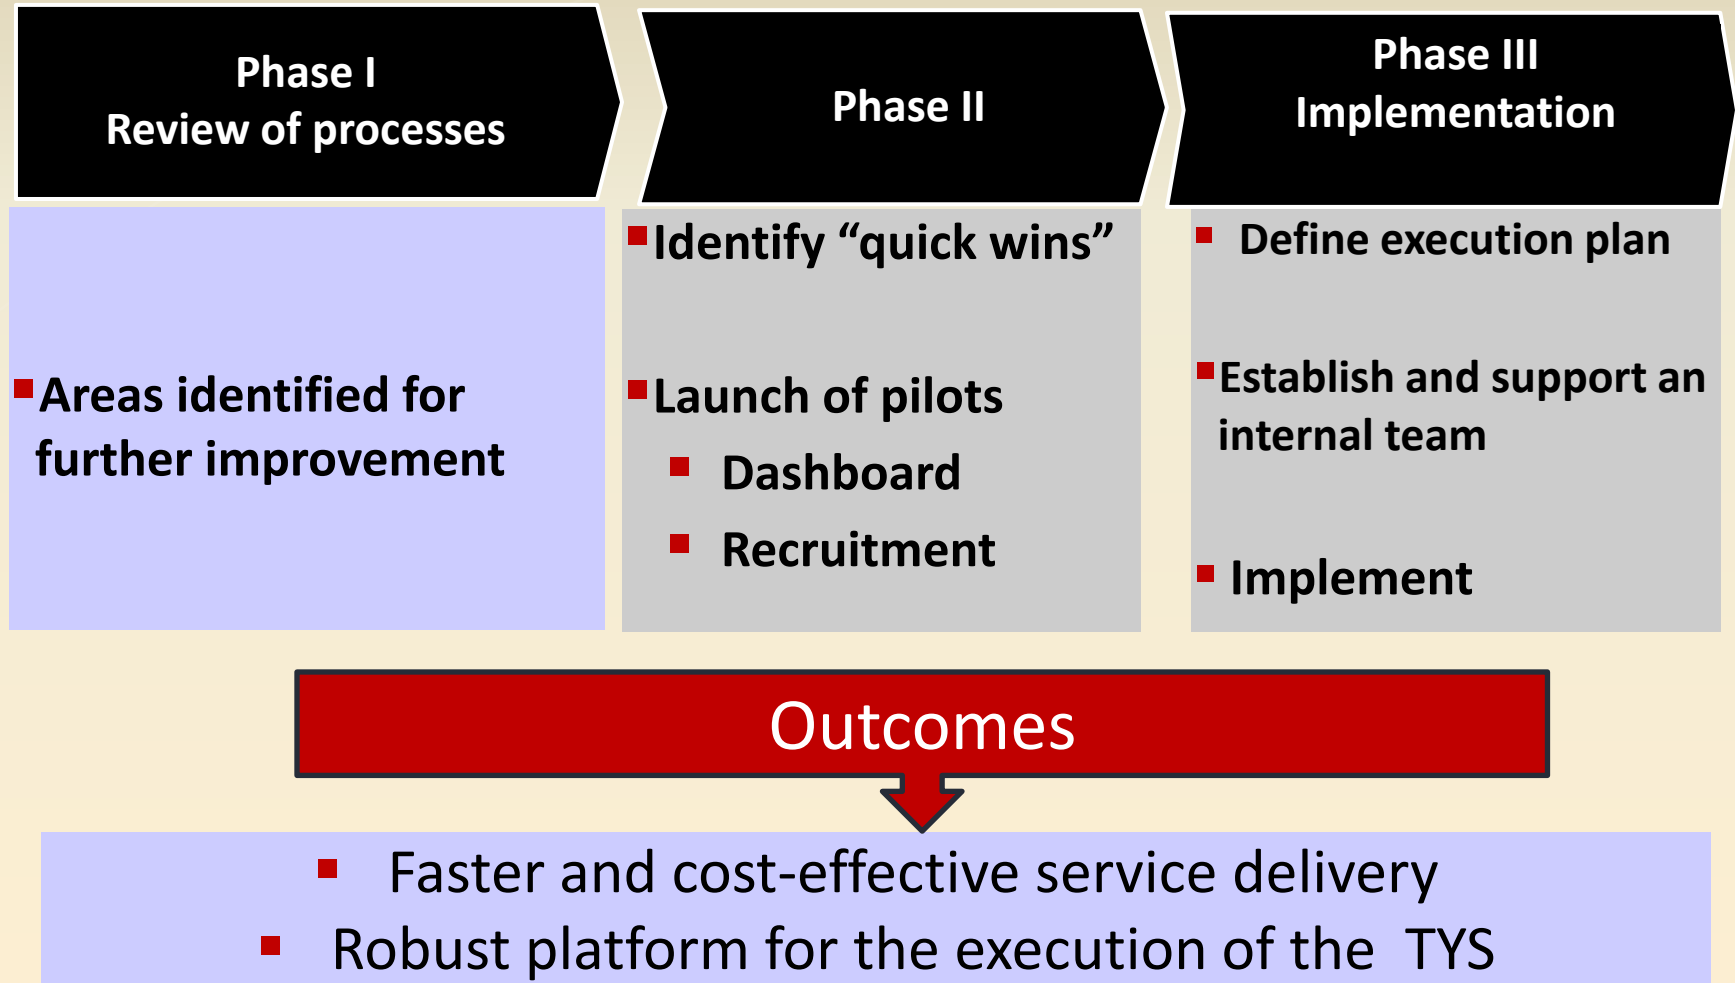 Phase I
Review of processes
Phase II
Phase III
Implementation
Areas identified for
further improvement
Identify “quick wins”
Launch of pilots
Dashboard
Recruitment
Define execution plan
Establish and support an
internal team
Implement
Outcomes
Faster and cost-effective service delivery
Robust platform for the execution of the TYS